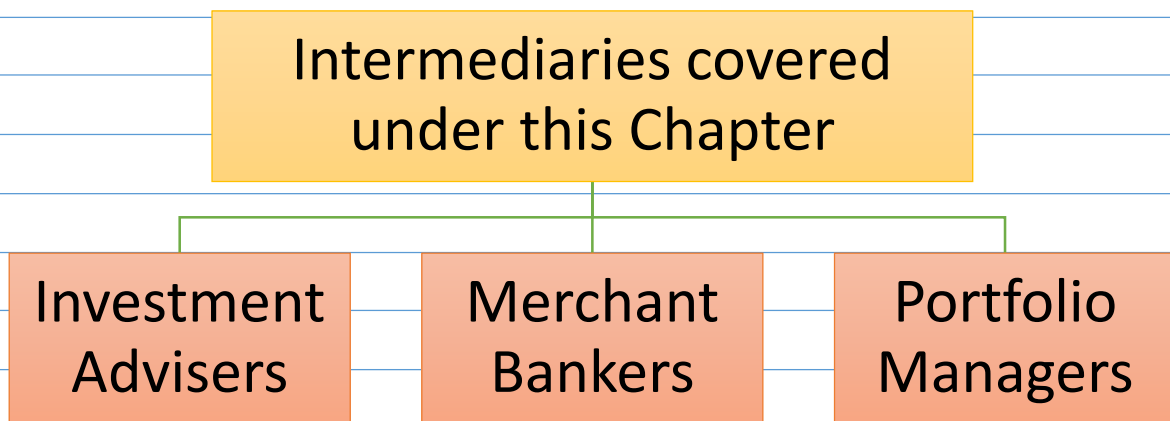 Intermediaries covered
under this Chapter
Investment
Advisers
Merchant
Bankers
Portfolio
Managers